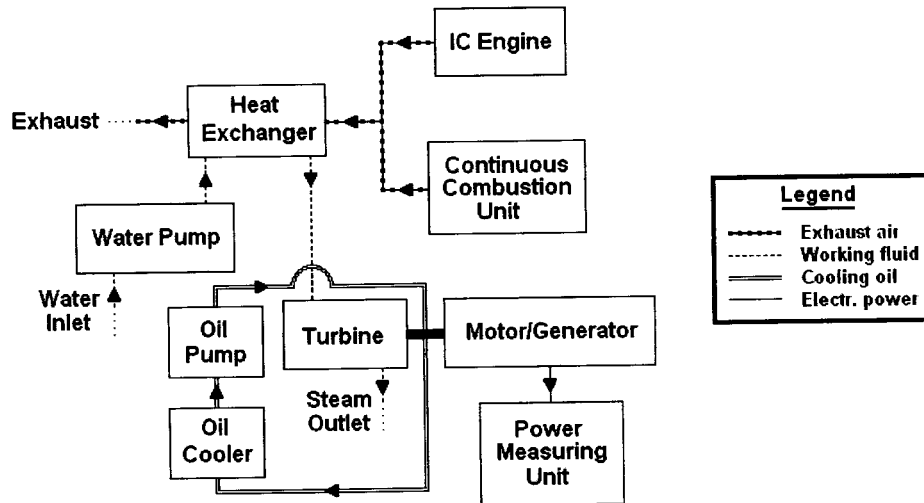 IC Engine
Exhaust
Heat
Exchanger
Continuous
Combustion
Unit
Water Pump
Water
Inlet
Oil
Pump
Turbine
Motor/Generator
Steam
Outlet
Oil
Cooler
Power
Measuring
Unit
Legend
Exhaust air
Working fluid
Cooling oil
Electr. power